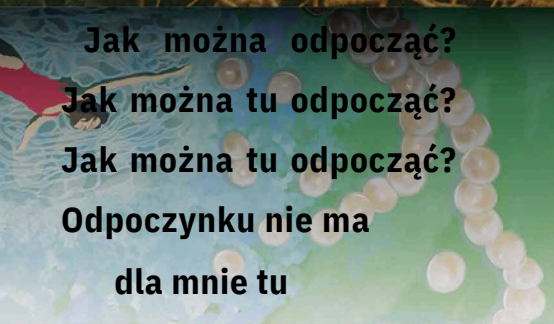 Jak można odpocząć?
Jak można tu odpocząć?
Jak można tu odpocząć?
Odpoczynku nie ma
dla mnie tu